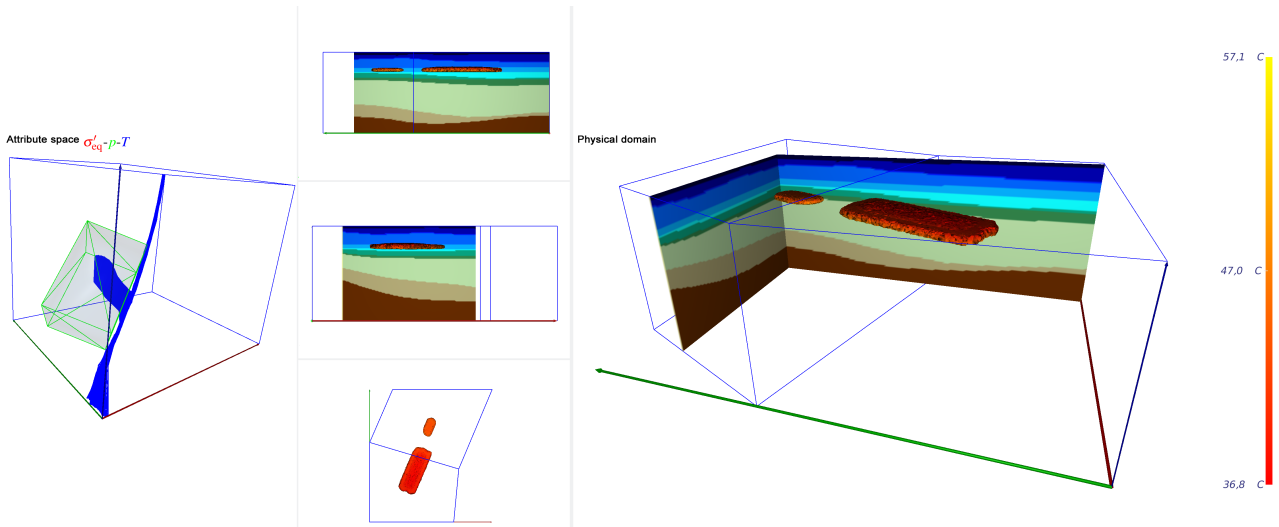 Attribute space σ′eq-p-T
Physical domain
57,1 C
47,0 C
36,8 C